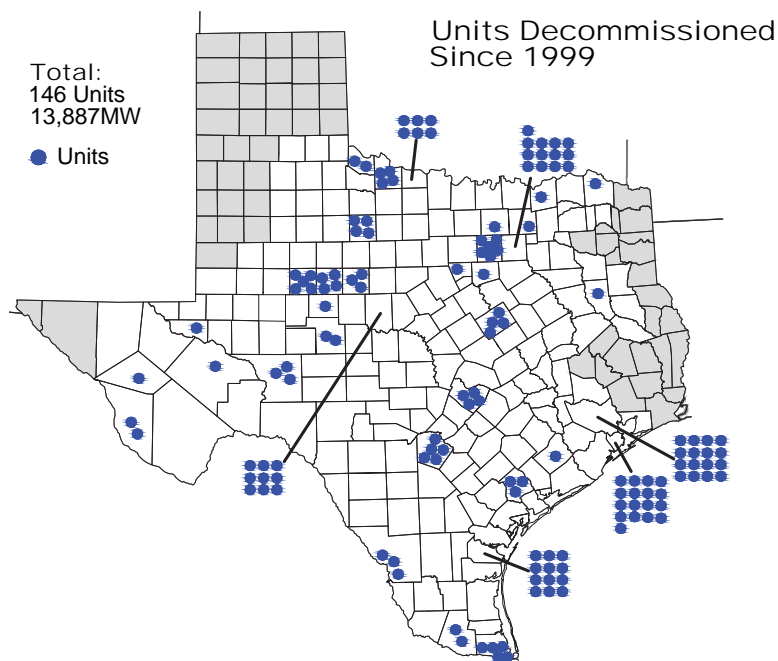 Units Decommissioned
Since 1999
Total:
146 Units
13,887MW
Units